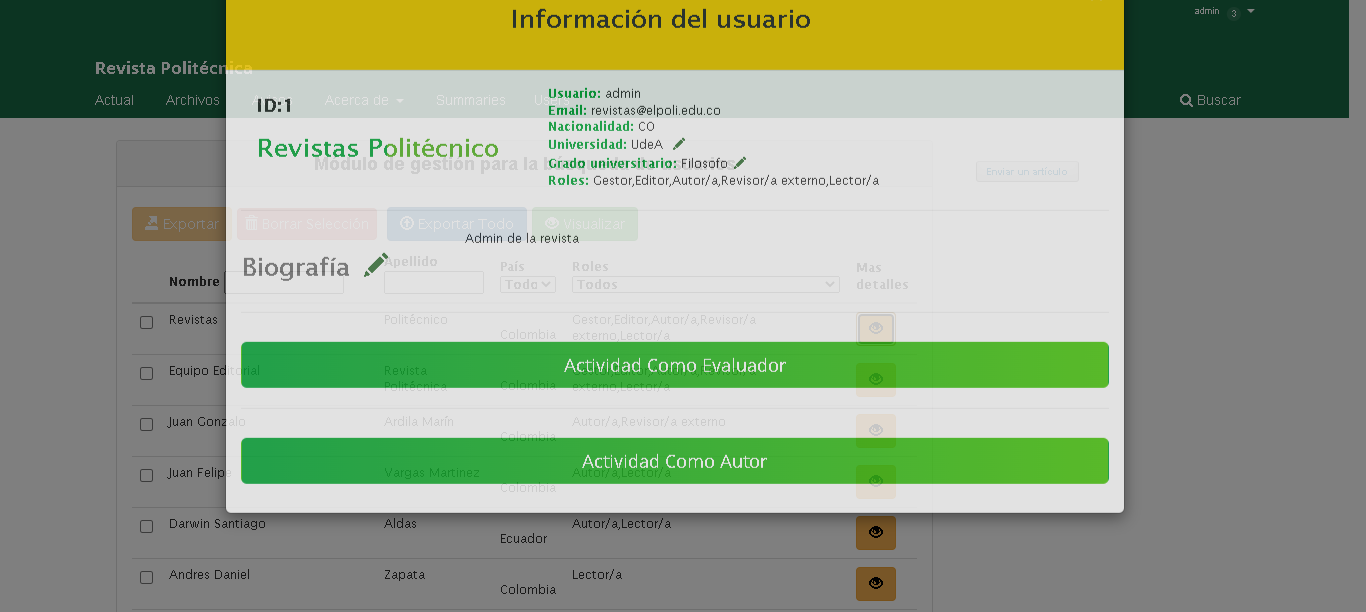 Información del usuario
admin 3
Revista Politécnica
Actual Archivos Acerca de Summaries Users Buscar
ID:1
Revistas Politécnico
Usuario: admin
Email: revistas@elpoli.edu.co
Nacionalidad: CO
Universidad: UdeA
Grado universitario: Filosofo
Roles: Gestor,Editor,Autor/a,Revisor/a externo,Lector/a
Modulo de gestión para la
Enviar un artículo
Exportar Borrar Selección Exportar Todo Visualizar
Admin de la revista
Biografía
Nombre Apellido País Roles Mas detalles
Todo Todos
Revistas Politécnico Colombia Gestor,Editor,Autor/a,Revisor/a
externo,Lector/a
Actividad Como Evaluador
Equipo Editorial Revista
Politécnica Colombia externo,Lector/a
Juan Gonzalo Ardila Marín Colombia Autor/a,Revisor/a externo
Actividad Como Autor
Juan Felipe Vargas Martínez Colombia Autor/a,Lector/a
Darwin Santiago Aldas Ecuador Autor/a,Lector/a
Andres Daniel Zapata Colombia Lector/a